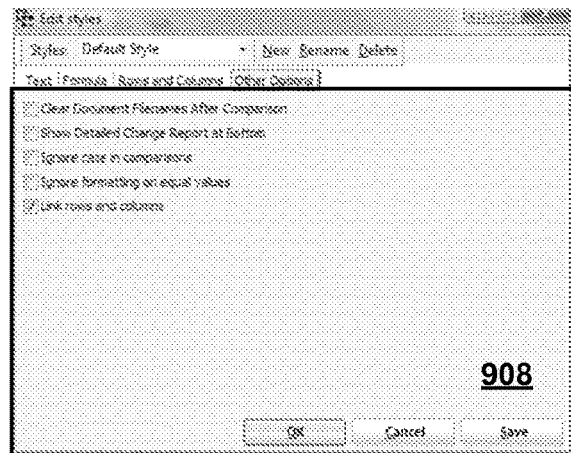 Edit styles
Styles: Default Style New Rename Delete
Text Formula Rows and Columns Other Options
Clear Document Filenames After Comparison
Show Detailed Change Report at Bottom
Ignore case in comparisons
Ignore formatting on equal values
Link rows and columns
908
OK Cancel Save